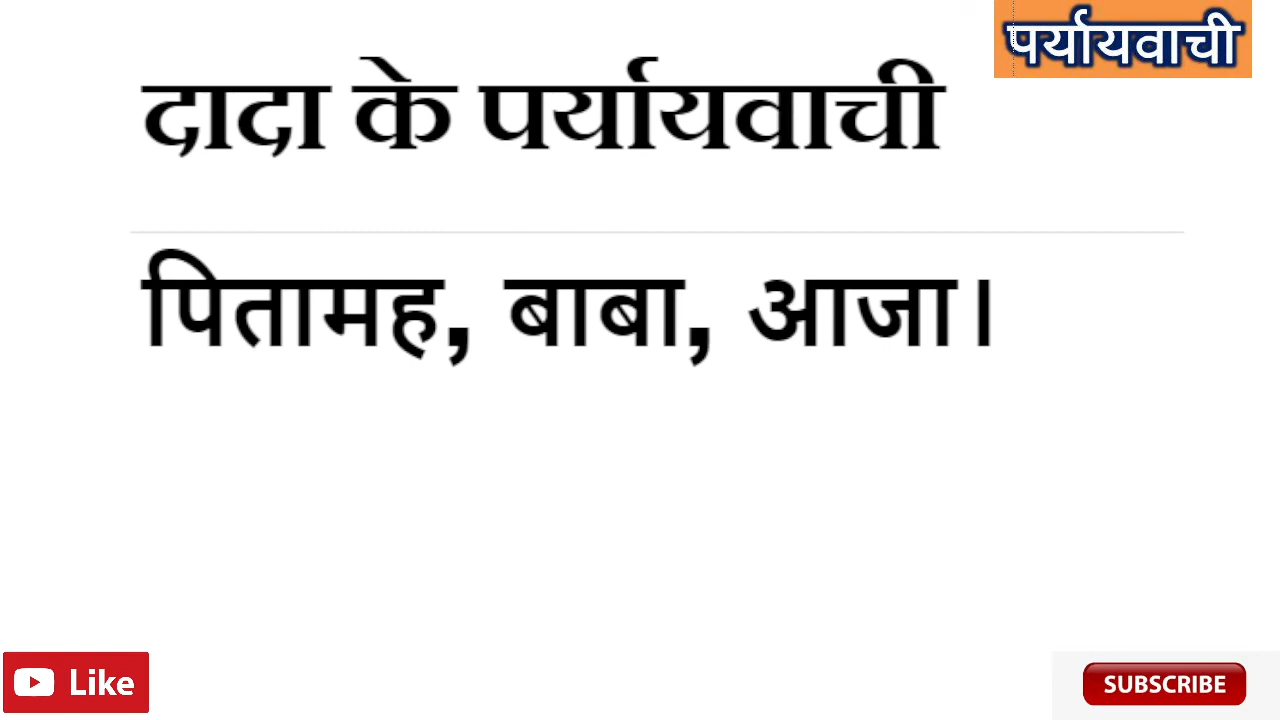 पर्यायवाची
दादा के पर्यायवाची
पितामह, बाबा, आजा।
Like
SUBSCRIBE